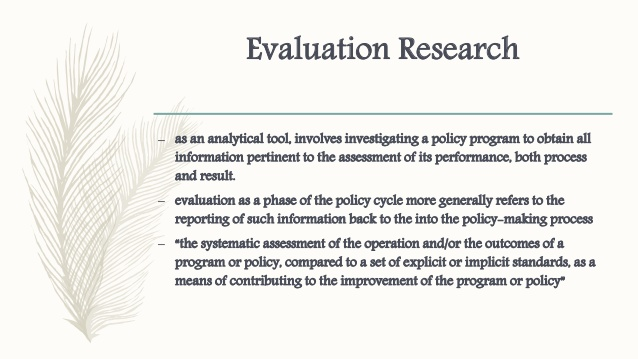 Evaluation Research
– as an analytical tool, involves investigating a policy program to obtain all
information pertinent to the assessment of its performance, both process
and result.
– evaluation as a phase of the policy cycle more generally refers to the
reporting of such information back to the into the policy-making process
– “the systematic assessment of the operation and/or the outcomes of a
program or policy, compared to a set of explicit or implicit standards, as a
means of contributing to the improvement of the program or policy”